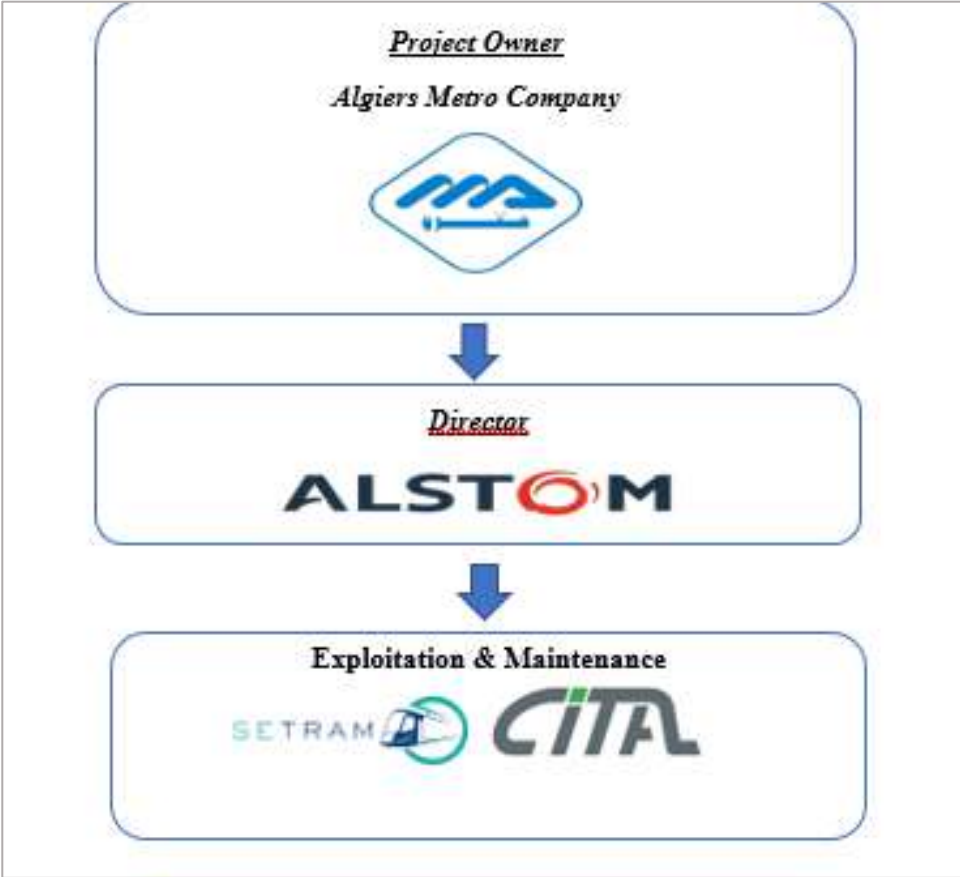 Project Owner
Algiers Metro Company
Director
ALSTOM
Exploitation & Maintenance
SETRAM CITAL